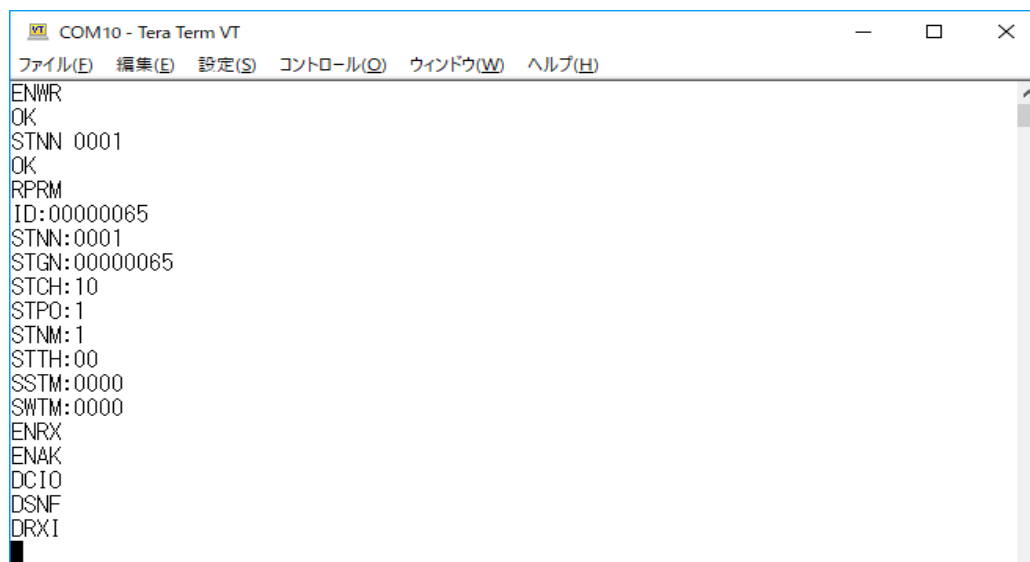 COM10 - Tera Term VT
ファイル(F) 編集(E) 設定(S) コントロール(O) ウィンドウ(W) ヘルプ(H)
ENWR
OK
STNN 0001
OK
RPRM
ID:00000065
STNN:0001
STGN:00000065
STCH:10
STPO:1
STNM:1
STTH:00
SSTM:0000
SWTM:0000
ENRX
ENAK
DCIO
DSNF
DRXI